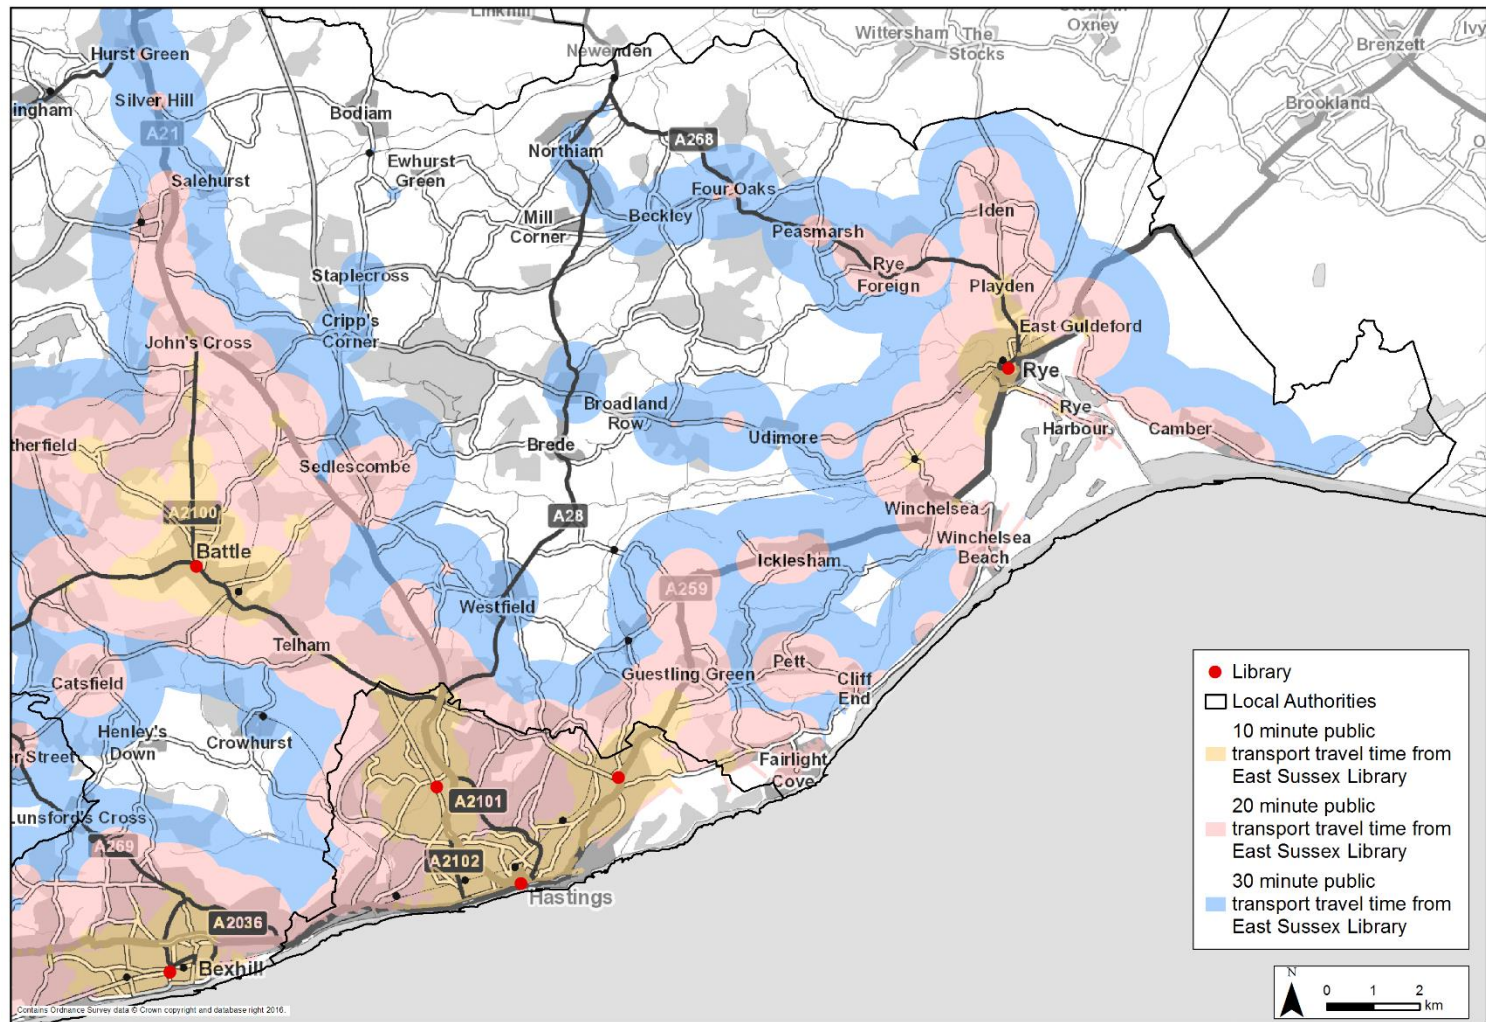 Linkhill
Newenden
Wittersham
The
Stocks
Stone in
Oxney
Ivy
Brenzett
Hurst Green
ingham
Silver Hill
Bodiam
Brookland
A21
A268
Northiam
Ewhurst
Green
Salehurst
Four Oaks
Mill
Corner
Beckley
Iden
Peasmarsh
Staplecross
Rye
Foreign
Playden
Cripp's
Corner
East Guldeford
John's Cross
Rye
Broadland
Row
Rye
Harbour
Camber
therfield
Brede
Udimore
Sedlescombe
A2100
A28
Winchelsea
Winchelsea
Beach
Battle
Icklesham
A259
Westfield
Telham
Pett
Guestling Green
Cliff
End
Catsfield
Henley's
Down
Crowhurst
er Street
Fairlight
Cove
A2101
Lunsford's Cross
A269
A2102
Hastings
A2036
Bexhill
Library
Local Authorities
10 minute public
transport travel time from
East Sussex Library
20 minute public
transport travel time from
East Sussex Library
30 minute public
transport travel time from
East Sussex Library
N
0 1 2
km
Contains Ordnance Survey data © Crown copyright and database right 2016.